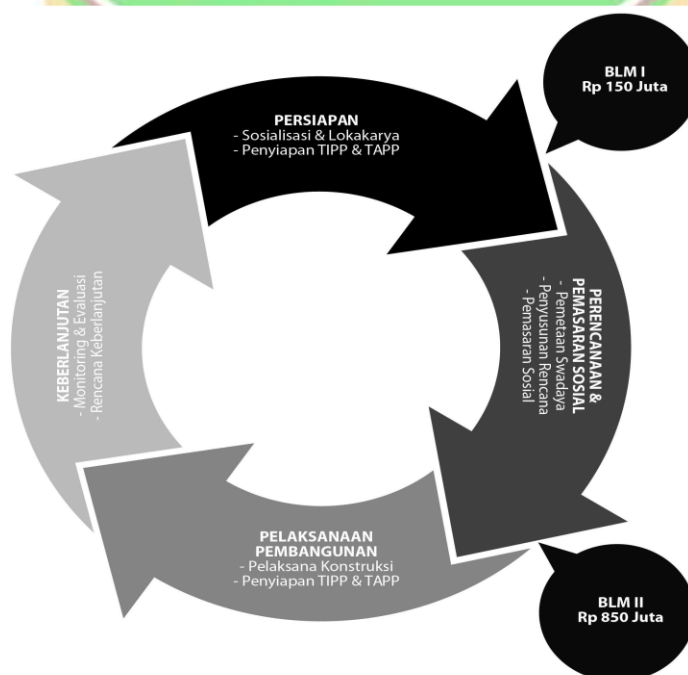 BLM I
Rp 150 Juta
PERSIAPAN
- Sosialisasi & Lokakarya
- Penyiapan TIPP & TAPP
PERENCANAAN &
PEMASARAN SOSIAL
- Pemetaan Swadaya
- Penyusunan Rencana
- Pemasaran Sosial
BLM II
Rp 850 Juta
PELAKSANAAN
PEMBANGUNAN
- Pelaksana Konstruksi
- Penyiapan TIPP & TAPP
KEBERLANJUTAN
- Monitoring & Evaluasi
- Rencana Keberlanjutan